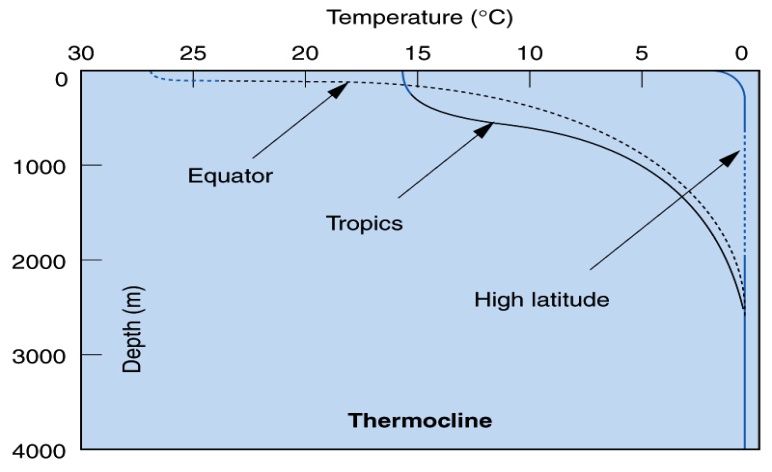 Temperature (°C)
30 25 20 15 10 5 0
0
1000
2000
3000
4000
Depth (m)
Equator
Tropics
High latitude
Thermocline